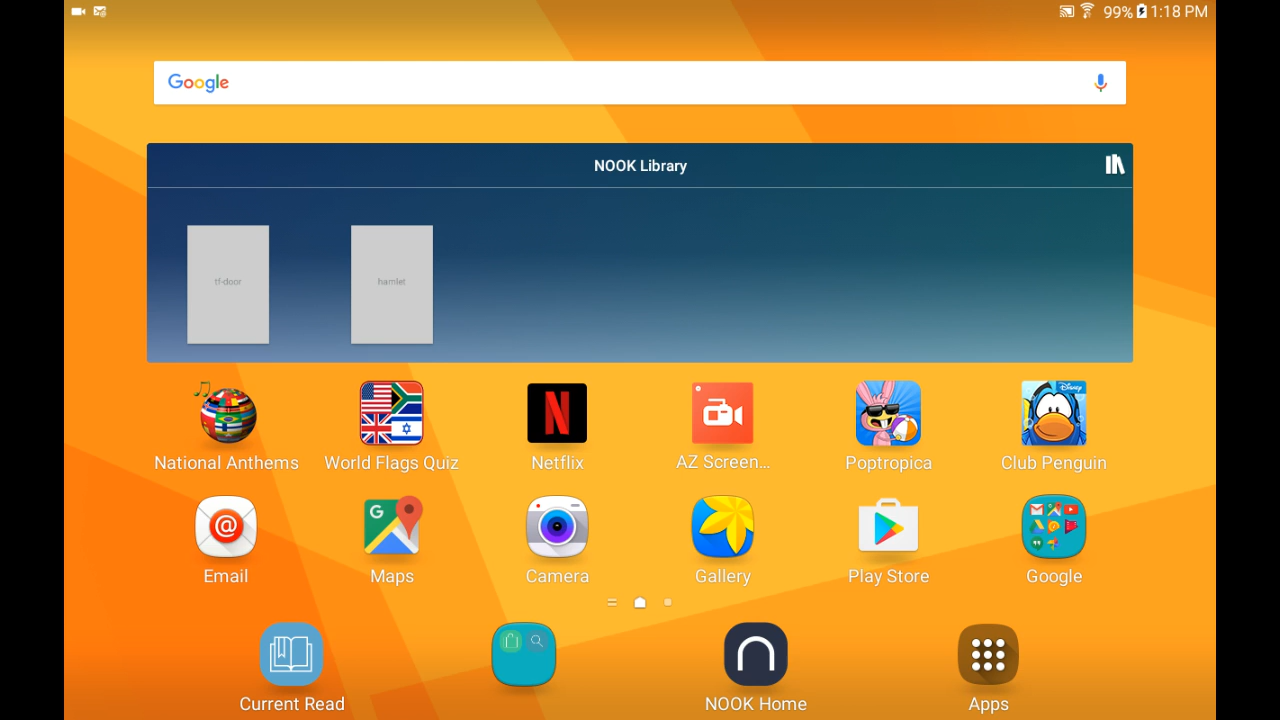 99% 1:18 PM
Google
NOOK Library
tf-door hamlet
Disney
National Anthems World Flags Quiz Netflix AZ Screen... Poptropica Club Penguin
Email Maps Camera Gallery Play Store Google
Current Read NOOK Home Apps